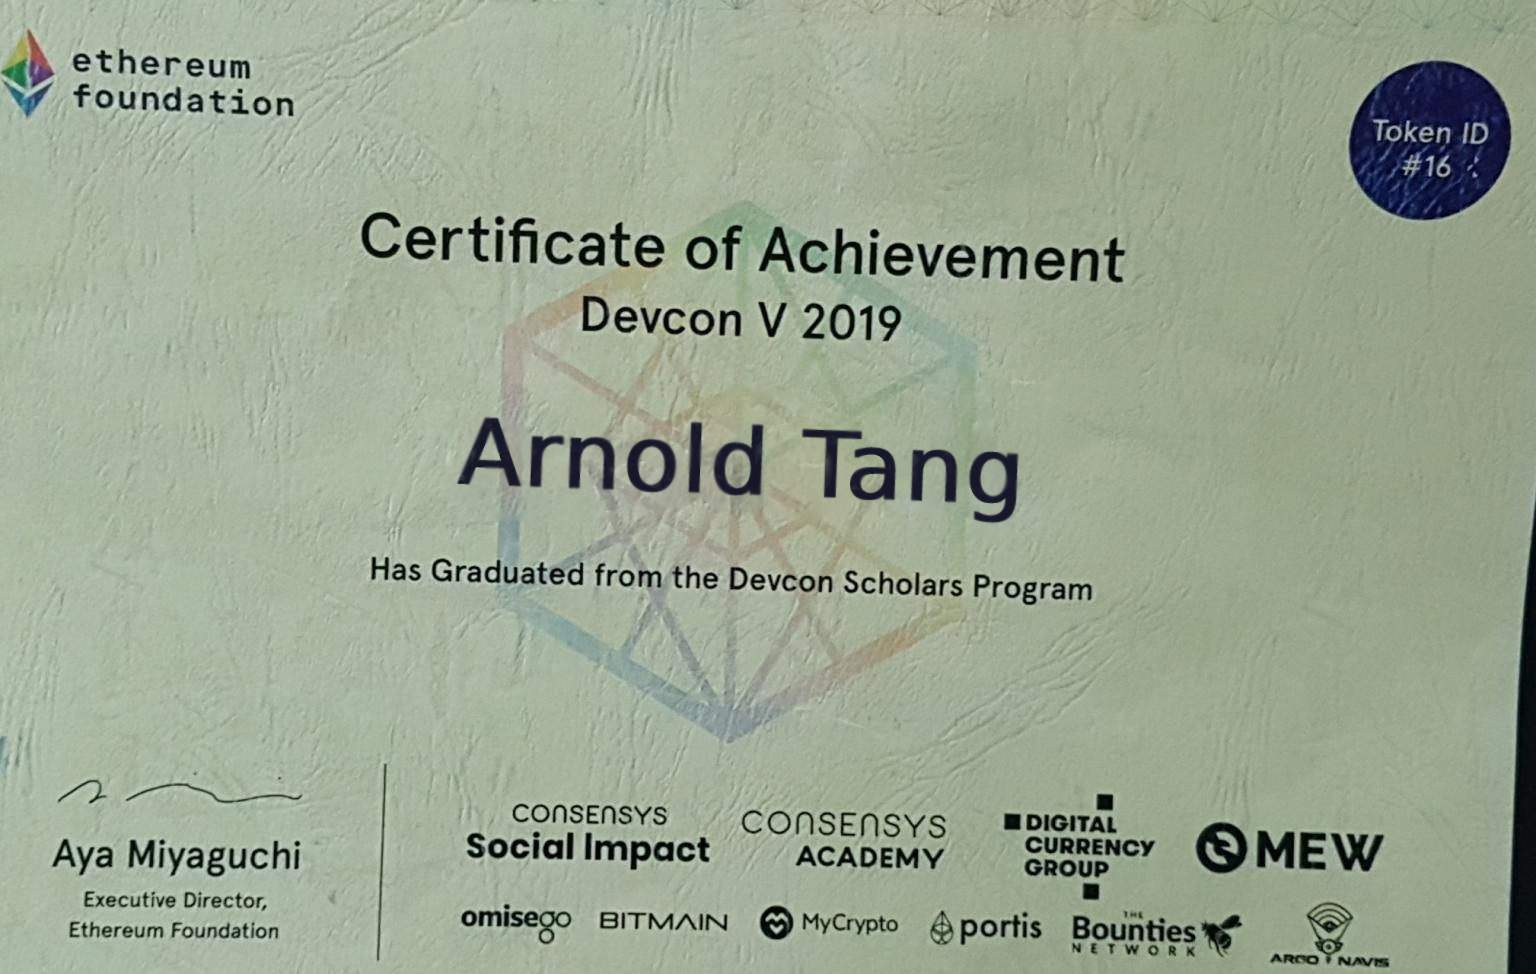 ethereum
foundation
Token ID
#16
Certificate of Achievement
Devcon V 2019
Arnold Tang
Has Graduated from the Devcon Scholars Program
Aya Miyaguchi
Executive Director,
Ethereum Foundation
CONSENSYS
Social Impact
CONSENSYS
ACADEMY
DIGITAL
CURRENCY
GROUP
MEW
omisego
BITMAIN
MyCrypto
portis
THE
Bounties
NETWORK
ARGO NAVIS